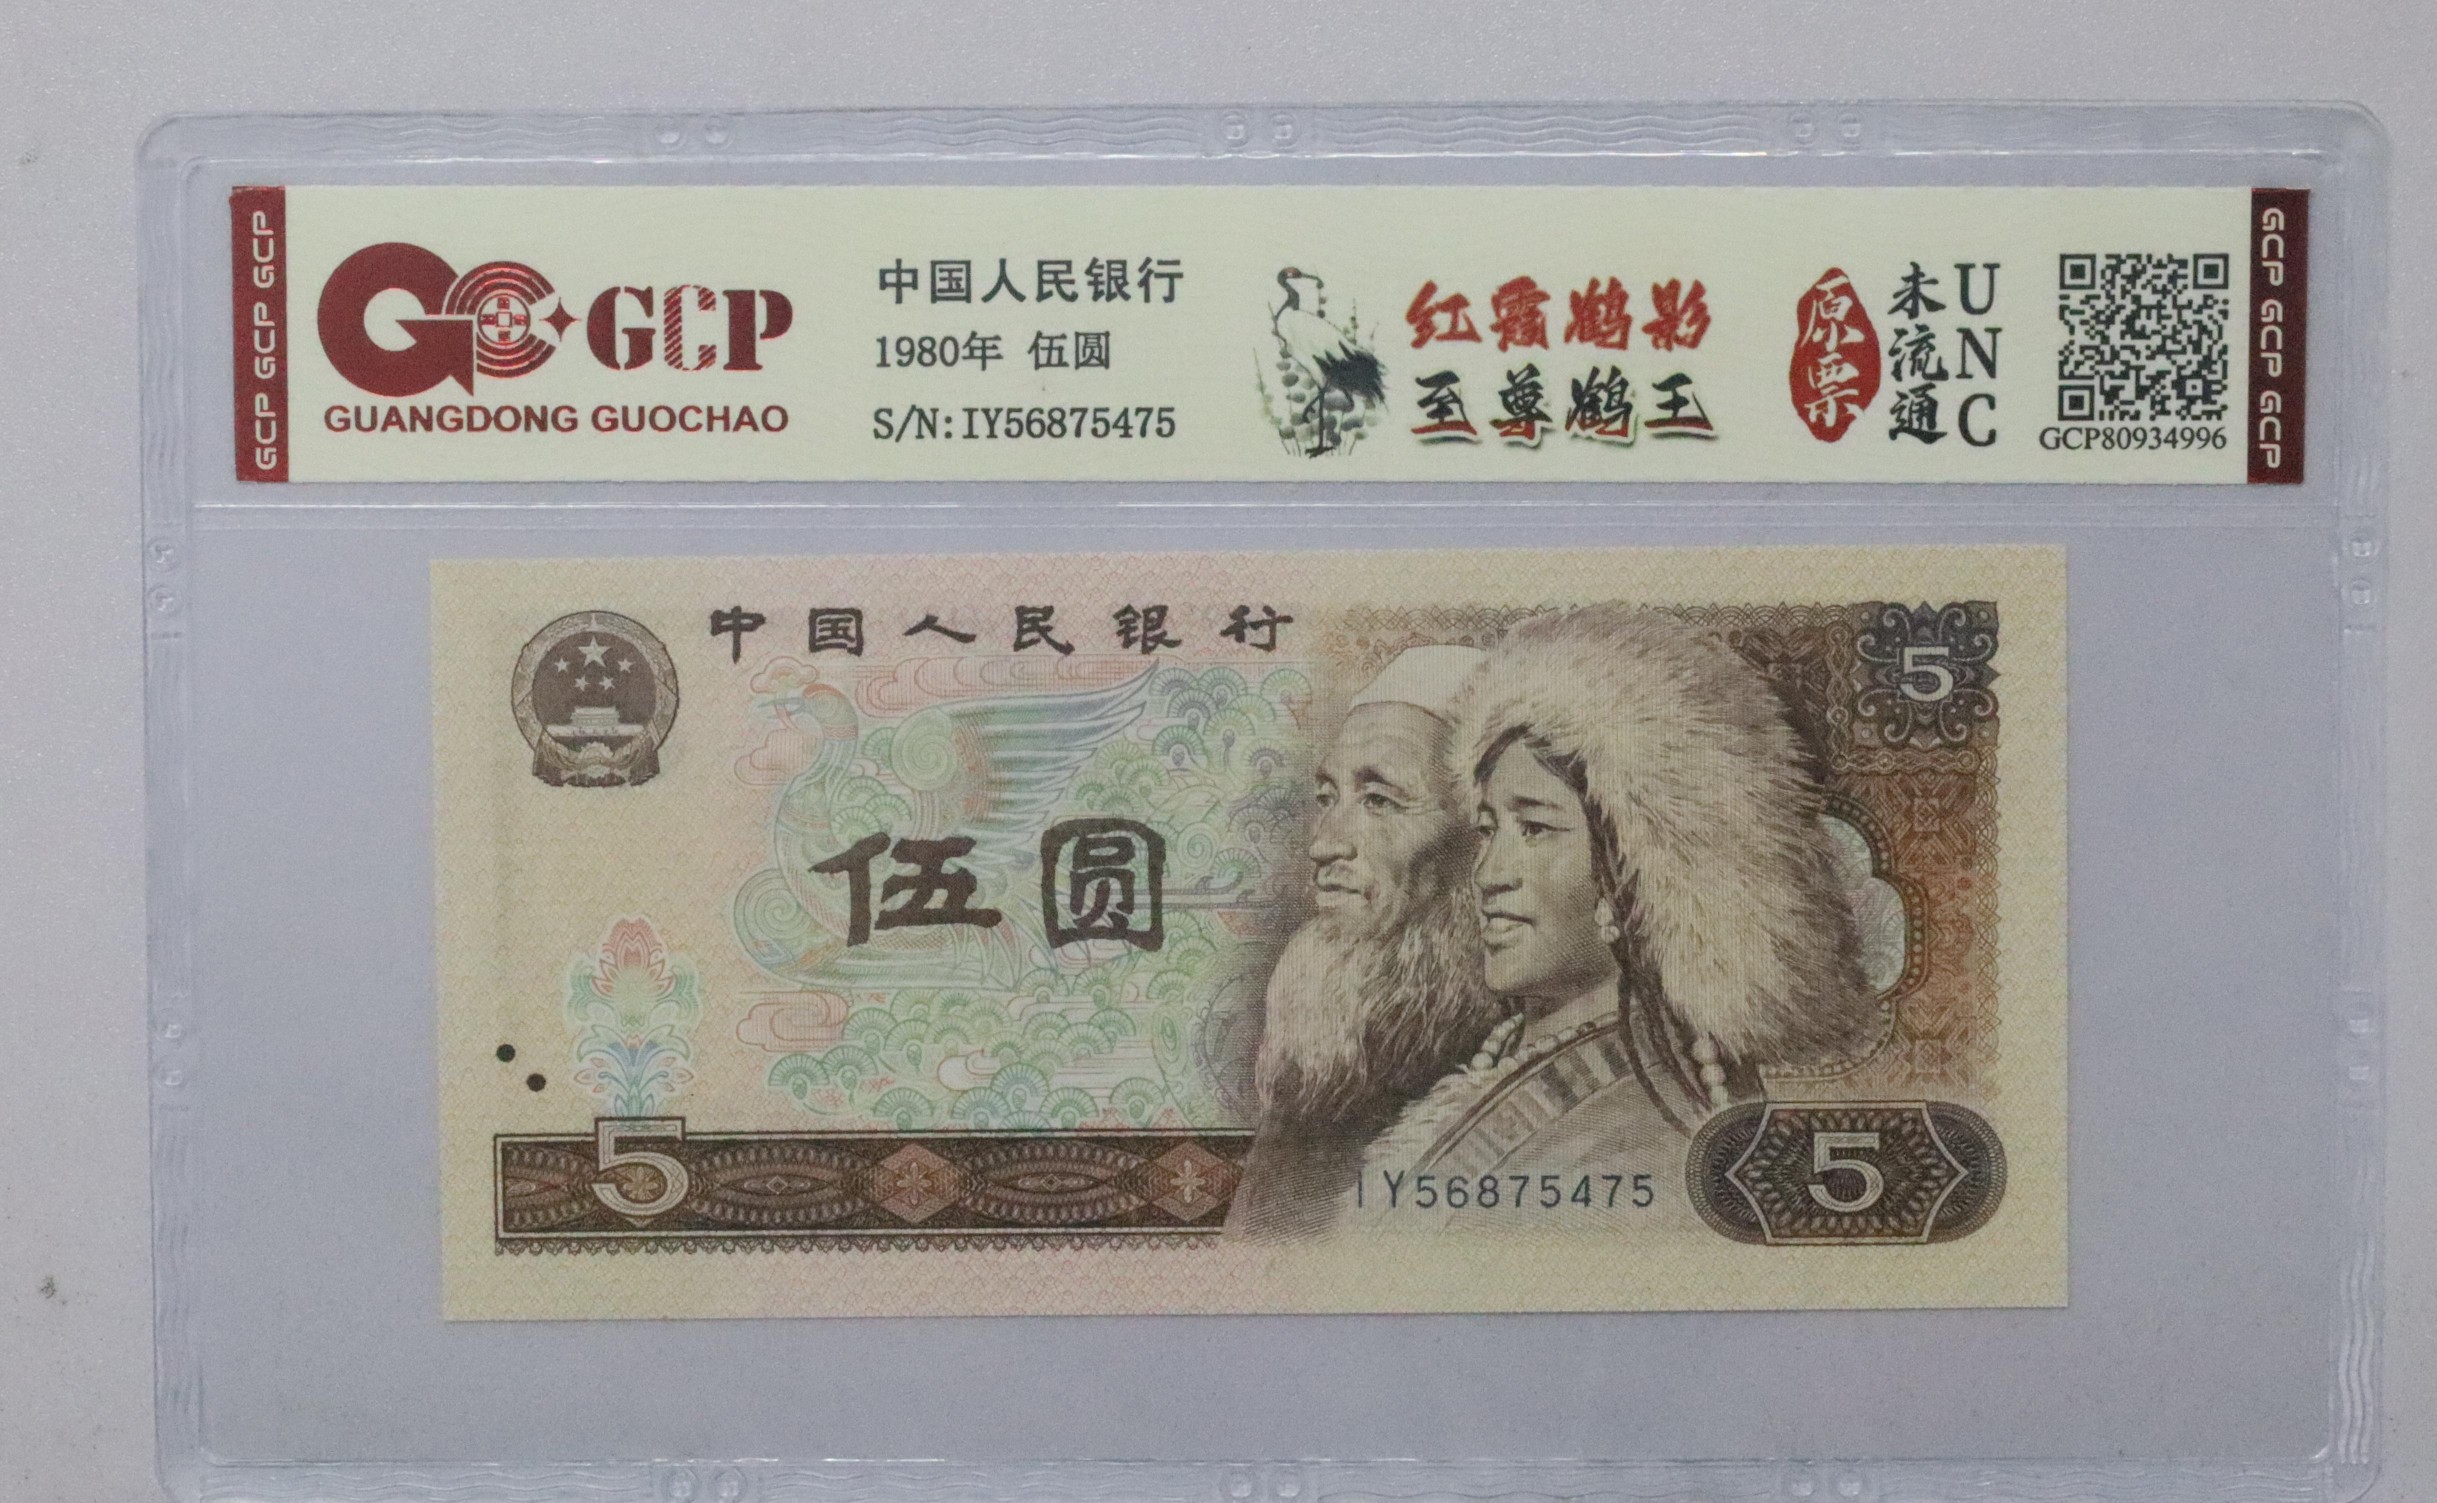 GCP GCP GCP
GCP
GUANGDONG GUOCHAO
中国人民银行
1980年 伍圆
S/N:IY56875475
红霞鹤影
至尊鹤王
原票
未流通
UNC
GCP80934996
GCP GCP GCP
中国人民银行
5
伍圆
5
IY56875475
5